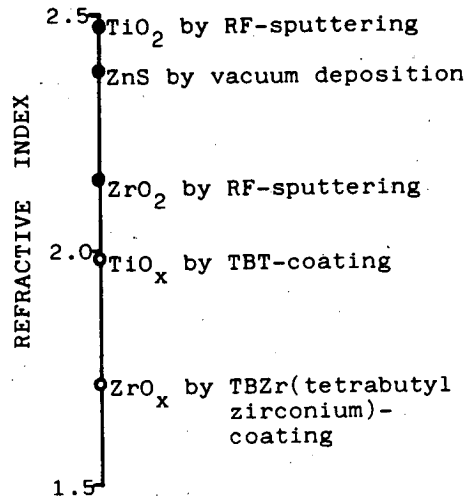 2.5
TiO2 by RF-sputtering
ZnS by vacuum deposition
ZrO2 by RF-sputtering
2.0
TiOx by TBT-coating
ZrOx by TBZr(tetrabutyl
zirconium)-
coating
1.5
REFRACTIVE INDEX